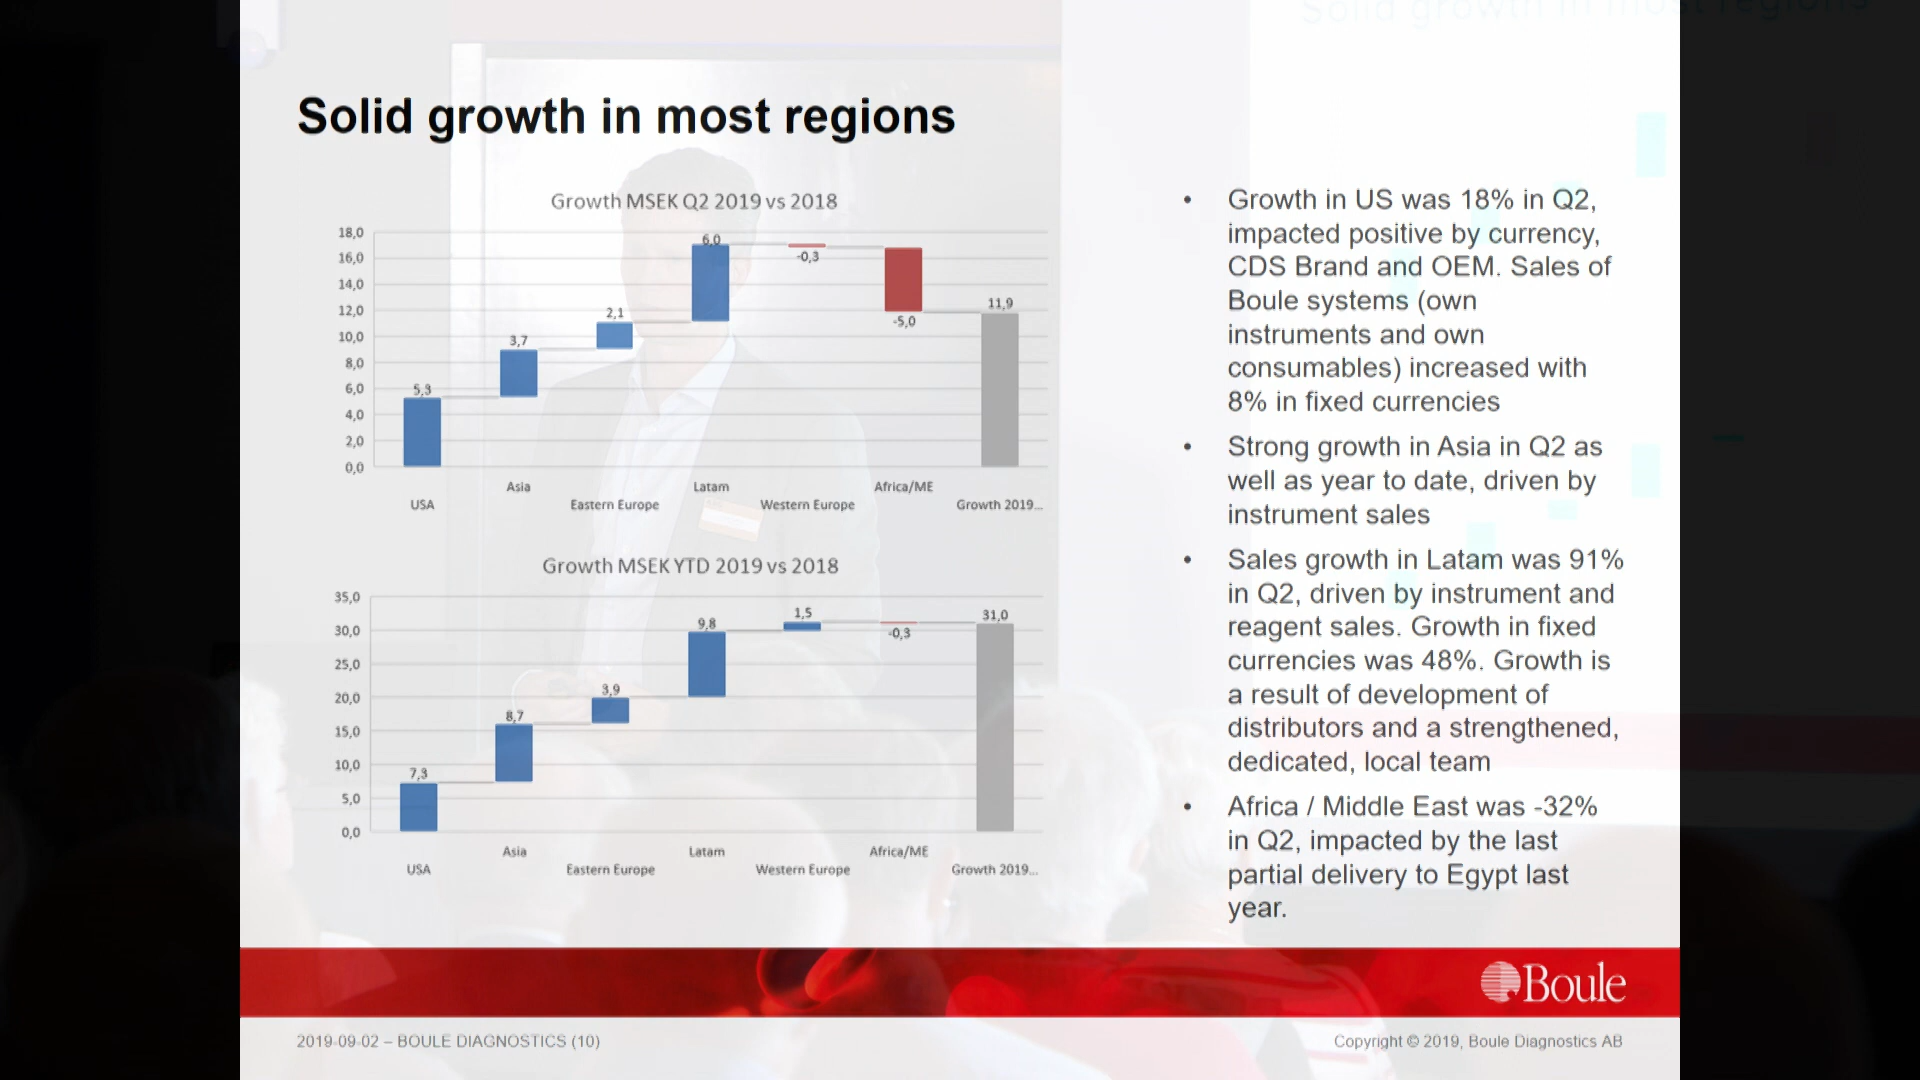 Solid growth in most regions
Solid growth in most regions
Growth MSEK Q2 2019 vs 2018
18,0
16,0
14,0
12,0
10,0
8,0
6,0
4,0
2,0
0,0
5,3
3,7
2,1
6,0
-0,3
-5,0
11,9
USA
Asia
Eastern Europe
Latam
Western Europe
Africa/ME
Growth 2019...
Growth MSEK YTD 2019 vs 2018
35,0
30,0
25,0
20,0
15,0
10,0
5,0
0,0
7,3
8,7
3,9
9,8
1,5
-0,3
31,0
USA
Asia
Eastern Europe
Latam
Western Europe
Africa/ME
Growth 2019...
• Growth in US was 18% in Q2,
impacted positive by currency,
CDS Brand and OEM. Sales of
Boule systems (own
instruments and own
consumables) increased with
8% in fixed currencies
• Strong growth in Asia in Q2 as
well as year to date, driven by
instrument sales
• Sales growth in Latam was 91%
in Q2, driven by instrument and
reagent sales. Growth in fixed
currencies was 48%. Growth is
a result of development of
distributors and a strengthened,
dedicated, local team
• Africa / Middle East was -32%
in Q2, impacted by the last
partial delivery to Egypt last
year.
Boule
2019-09-02 – BOULE DIAGNOSTICS (10)
Copyright © 2019, Boule Diagnostics AB